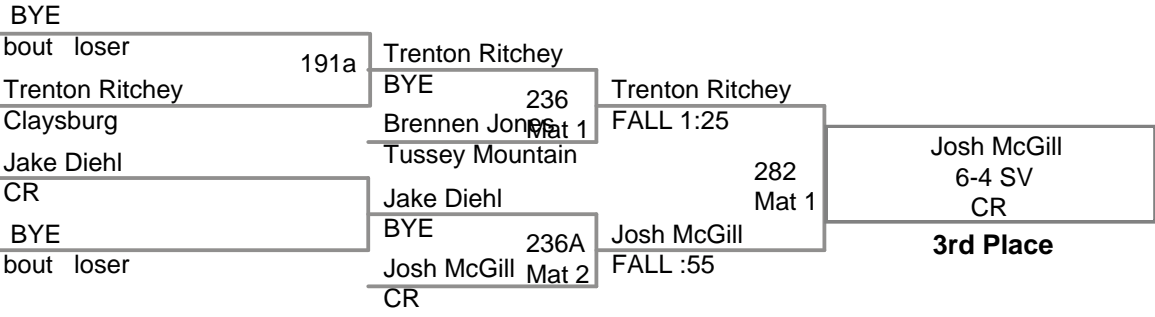 BYE
bout loser
191a
Trenton Ritchey
Claysburg
Jake Diehl
CR
BYE
bout loser
Trenton Ritchey
BYE
236
Mat 1
Brennen Jones
Tussey Mountain
Jake Diehl
BYE
236A
Mat 2
Josh McGill
CR
Trenton Ritchey
FALL 1:25
282
Mat 1
Josh McGill
FALL :55
Josh McGill
6-4 SV
CR
3rd Place